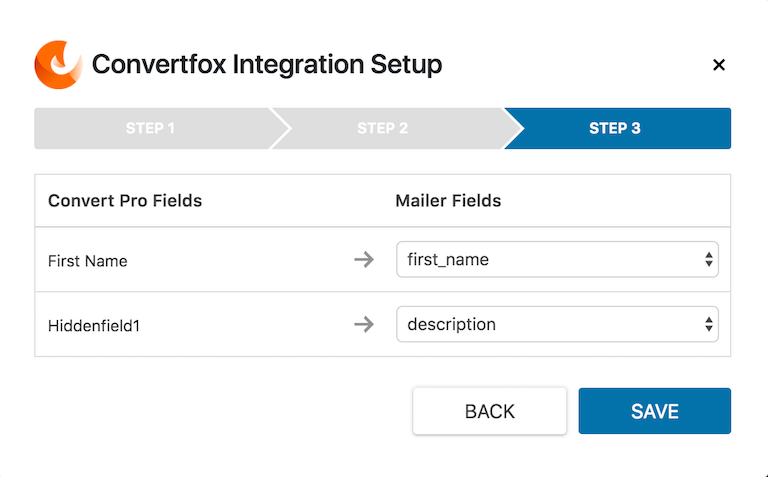 Convertfox Integration Setup
STEP 1 STEP 2 STEP 3
Convert Pro Fields Mailer Fields
First Name first_name
Hiddenfield1 description
BACK SAVE